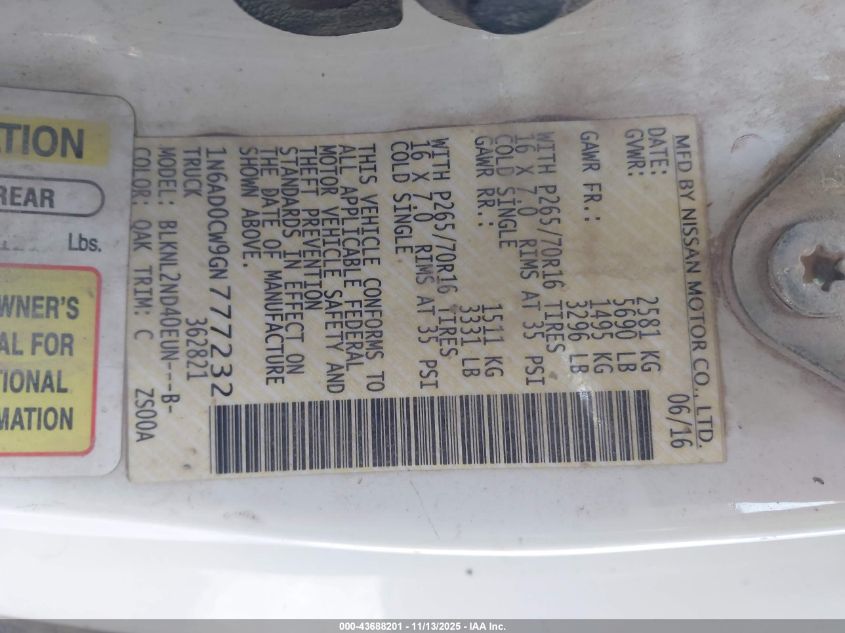 MFD BY NISSAN MOTOR CO., LTD.
DATE: 06/16
GVWR: 2581 KG
5690 LB
GAWR FR.: 1495 KG
3296 LB
WITH P265/70R16 TIRES
16 X 7.0 RIMS AT 35 PSI
COLD SINGLE
GAWR RR.: 1511 KG
3331 LB
WITH P265/70R16 TIRES
16 X 7.0 RIMS AT 35 PSI
COLD SINGLE
THIS VEHICLE CONFORMS TO
ALL APPLICABLE FEDERAL
MOTOR VEHICLE SAFETY AND
THEFT PREVENTION
STANDARDS IN EFFECT ON
THE DATE OF MANUFACTURE
SHOWN ABOVE.
1N6AD0CW9GN777232
TRUCK 362821
MODEL: BLKNL2ND40EUN---B-
COLOR: QAK TRIM: C ZS00A
ATION
REAR
Lbs.
WNER'S
AL FOR
TIONAL
MATION
000-43688201 - 11/13/2025 - IAA Inc.